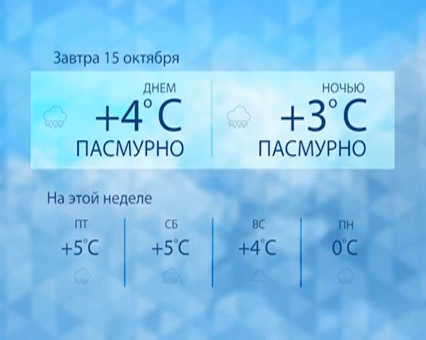 Завтра 15 октября
ДНЕМ
+4°C
ПАСМУРНО
НОЧЬЮ
+3°C
ПАСМУРНО
На этой неделе
ПТ
+5°C
СБ
+5°C
ВС
+4°C
ПН
0°C